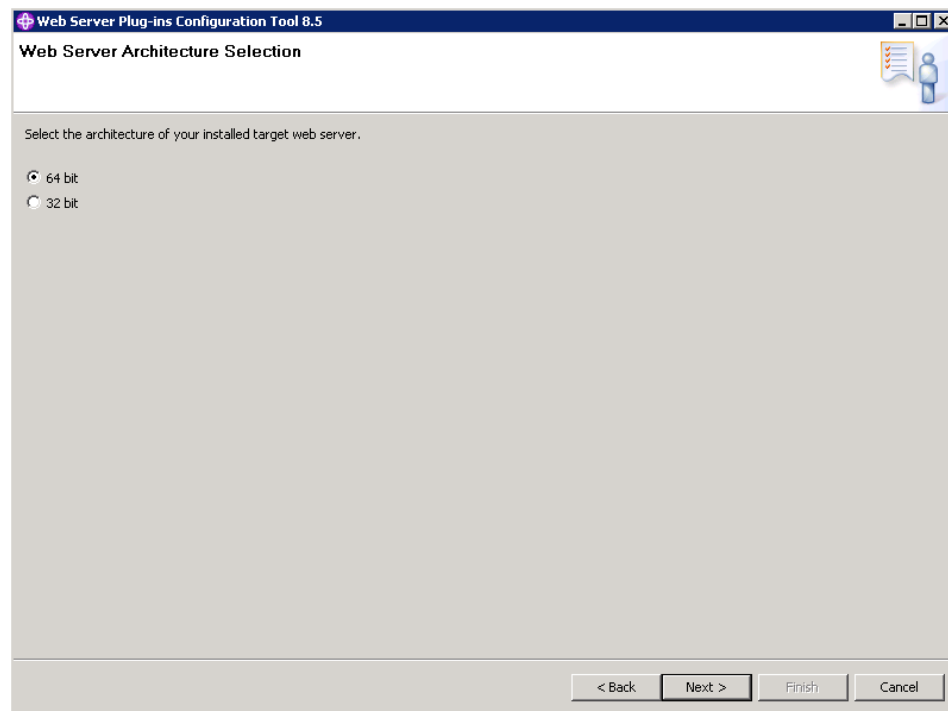 Web Server Plug-ins Configuration Tool 8.5
Web Server Architecture Selection
Select the architecture of your installed target web server.
64 bit
32 bit
< Back Next > Finish Cancel